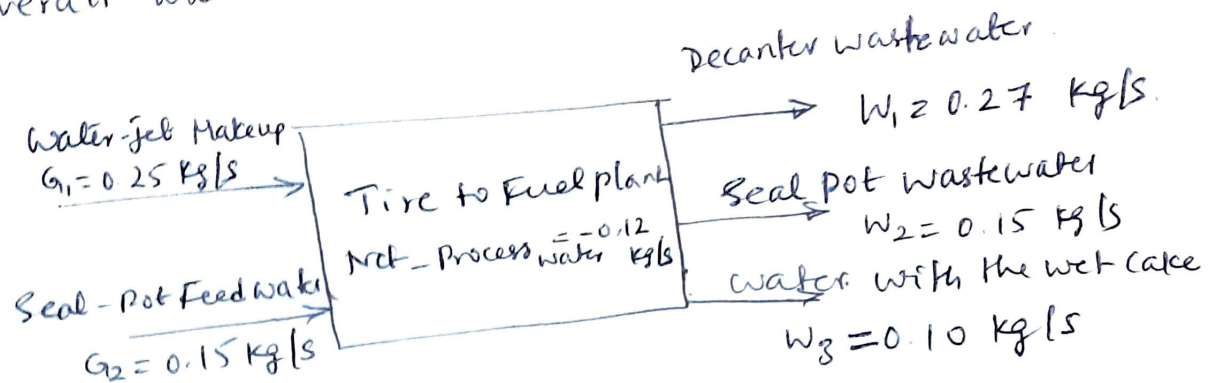 Water-jet Makeup
G₁ = 0.25 Kg/s
Seal-Pot Feed water
G₂ = 0.15 Kg/s
Tire to Fuel plant
Net_Process water = -0.12 Kg/s
Decanter wastewater
W₁ = 0.27 Kg/s.
Seal pot wastewater
W₂ = 0.15 Kg/s
water with the wet cake
W₃ = 0.10 Kg/s